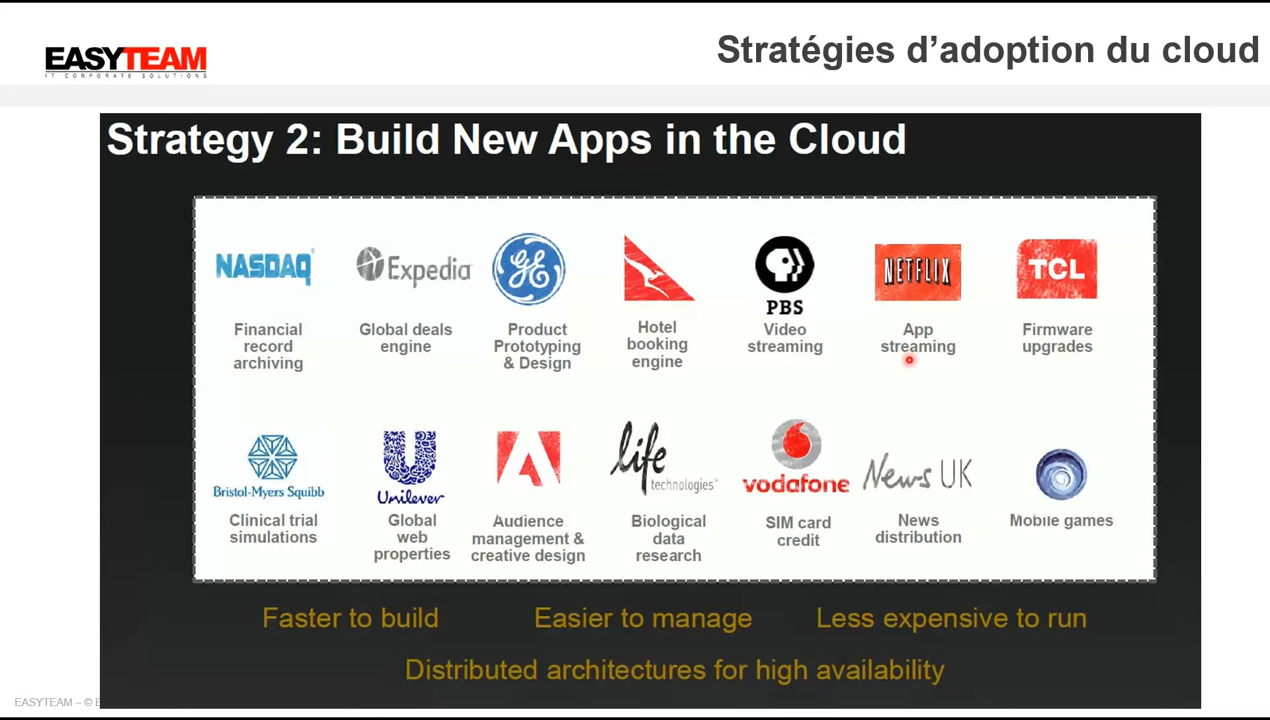 EASYTEAM
IT CORPORATE SOLUTIONS
Stratégies d’adoption du cloud
Strategy 2: Build New Apps in the Cloud
NASDAQ
Expedia
GE
PBS
NETFLIX
TCL
Financial
record
archiving
Global deals
engine
Product
Prototyping
& Design
Hotel
booking
engine
Video
streaming
App
streaming
Firmware
upgrades
Bristol-Myers Squibb
Unilever
life
technologies™
vodafone
News UK
Clinical trial
simulations
Global
web
properties
Audience
management &
creative design
Biological
data
research
SIM card
credit
News
distribution
Mobile games
Faster to build
Easier to manage
Less expensive to run
Distributed architectures for high availability
EASYTEAM – © E